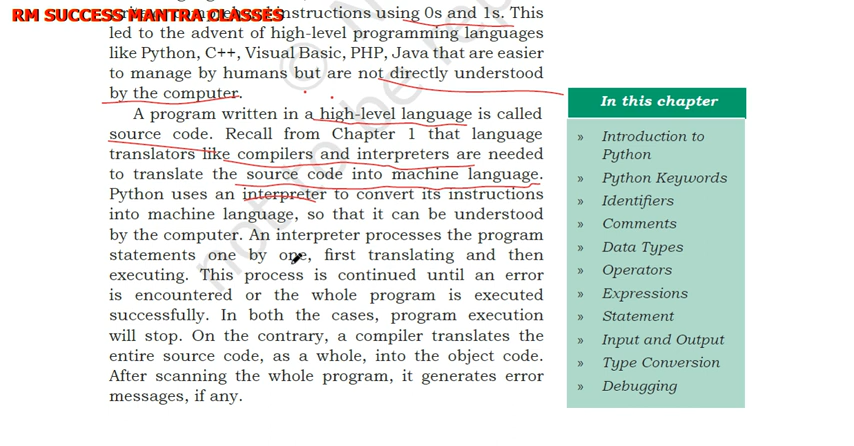 RM SUCCESS MANTRA CLASSES
instructions using 0s and 1s. This
led to the advent of high-level programming languages
like Python, C++, Visual Basic, PHP, Java that are easier
to manage by humans but are not directly understood
by the computer.
A program written in a high-level language is called
source code. Recall from Chapter 1 that language
translators like compilers and interpreters are needed
to translate the source code into machine language.
Python uses an interpreter to convert its instructions
into machine language, so that it can be understood
by the computer. An interpreter processes the program
statements one by one, first translating and then
executing. This process is continued until an error
is encountered or the whole program is executed
successfully. In both the cases, program execution
will stop. On the contrary, a compiler translates the
entire source code, as a whole, into the object code.
After scanning the whole program, it generates error
messages, if any.
In this chapter
» Introduction to
Python
» Python Keywords
» Identifiers
» Comments
» Data Types
» Operators
» Expressions
» Statement
» Input and Output
» Type Conversion
» Debugging